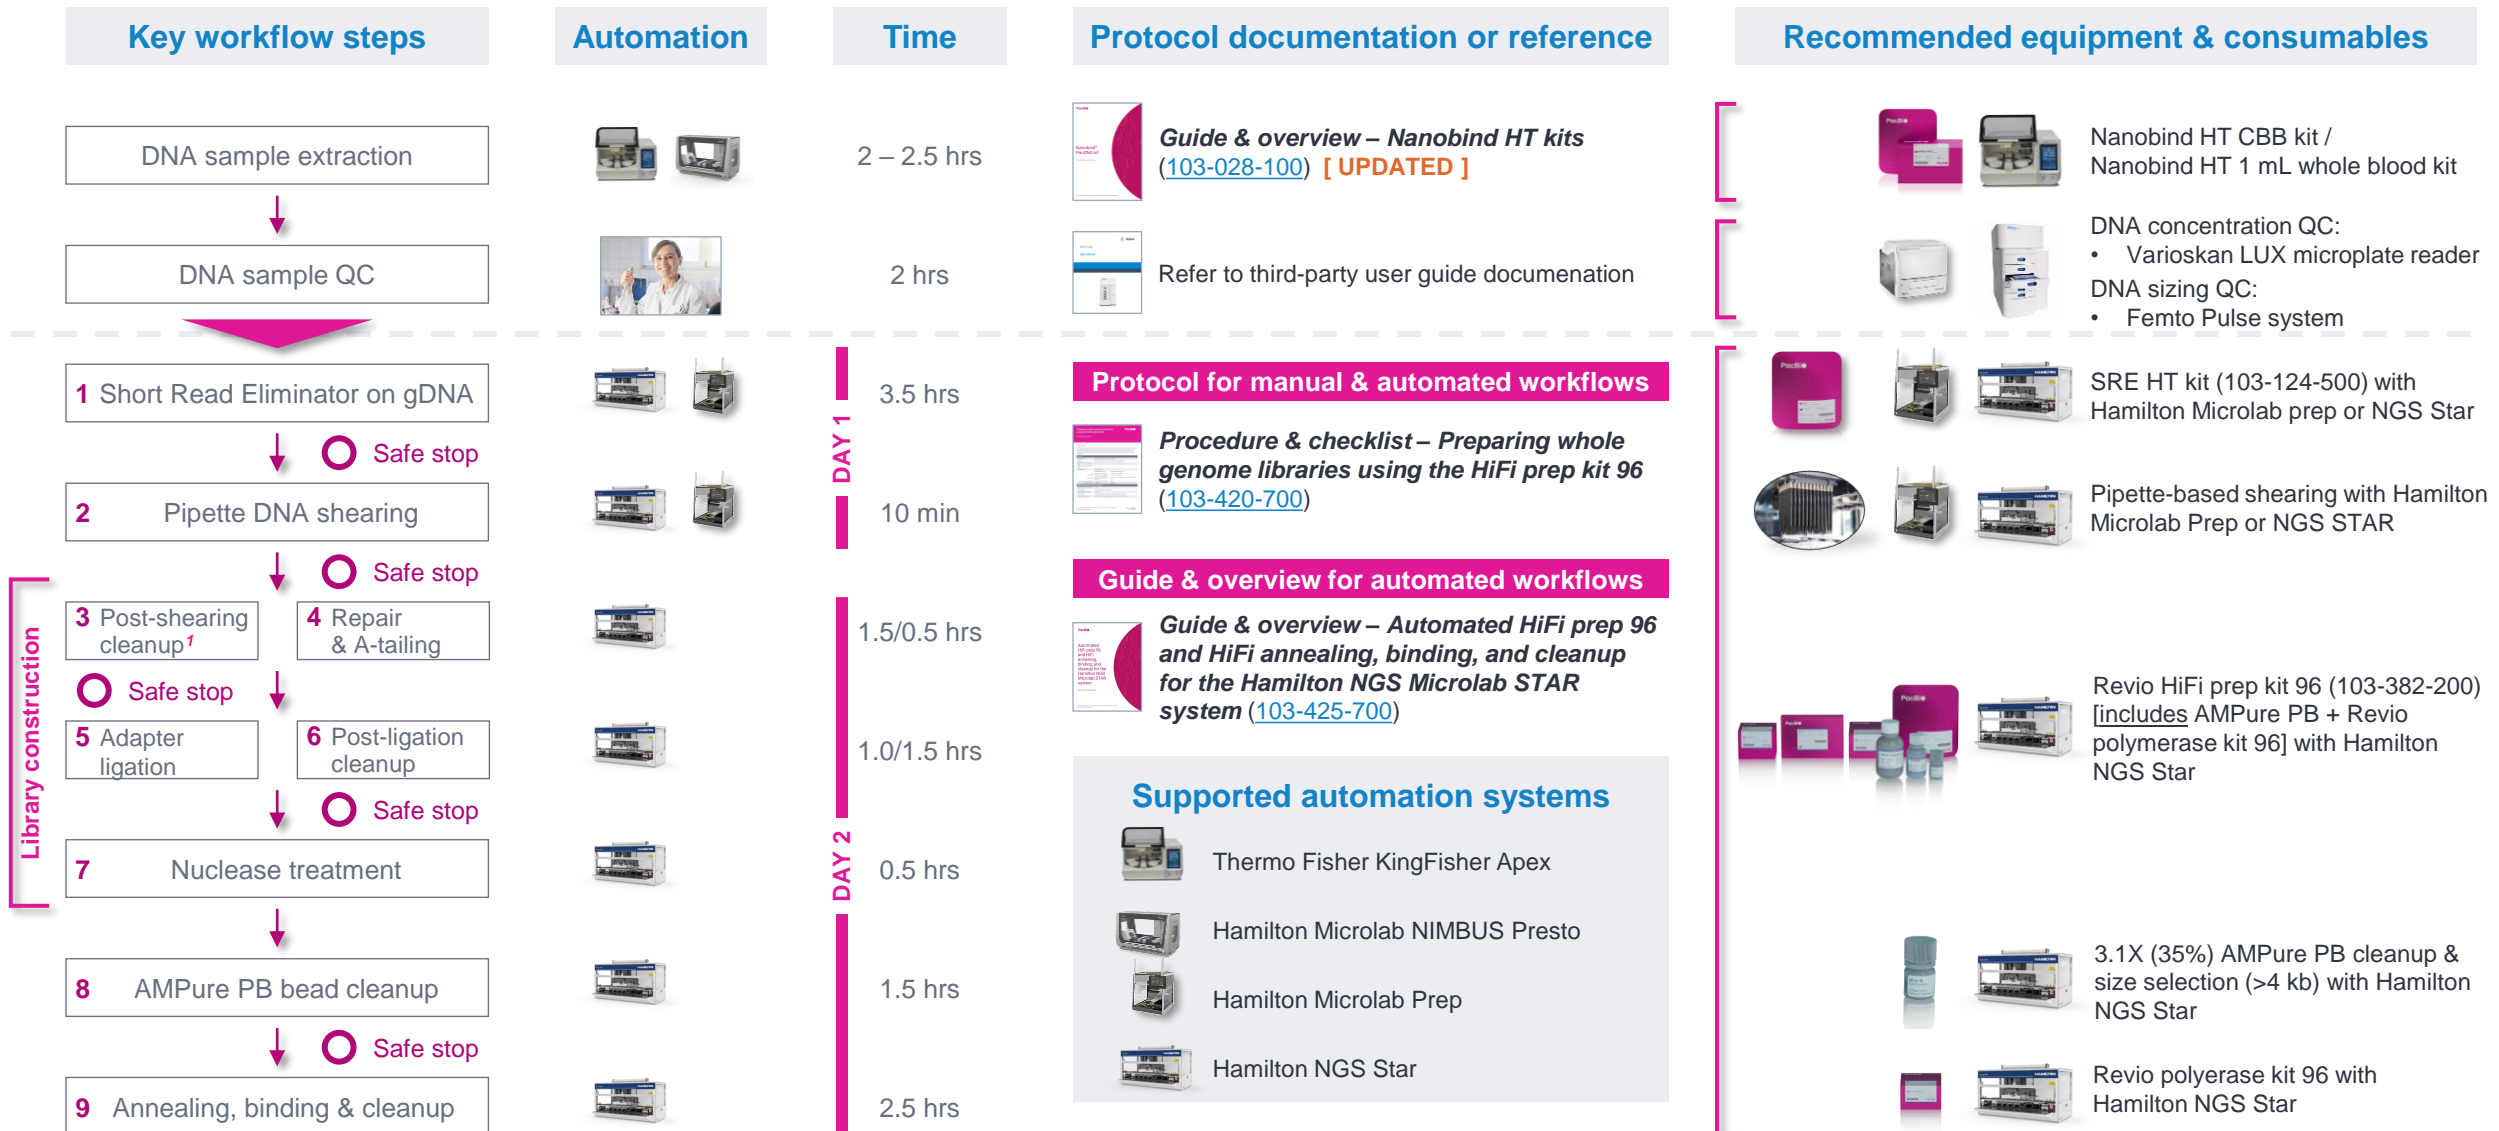 Key workflow steps
Automation
Time
Protocol documentation or reference
Recommended equipment & consumables
DNA sample extraction
2 – 2.5 hrs
Guide & overview – Nanobind HT kits
(103-028-100) [ UPDATED ]
Nanobind HT CBB kit /
Nanobind HT 1 mL whole blood kit
DNA sample QC
2 hrs
Refer to third-party user guide documenation
DNA concentration QC:
• Varioskan LUX microplate reader
DNA sizing QC:
• Femto Pulse system
DAY 1
1 Short Read Eliminator on gDNA
3.5 hrs
Protocol for manual & automated workflows
SRE HT kit (103-124-500) with
Hamilton Microlab prep or NGS Star
Safe stop
Procedure & checklist – Preparing whole
genome libraries using the HiFi prep kit 96
(103-420-700)
2 Pipette DNA shearing
10 min
Pipette-based shearing with Hamilton
Microlab Prep or NGS STAR
Safe stop
Guide & overview for automated workflows
Library construction
DAY 2
3 Post-shearing
cleanup1
4 Repair
& A-tailing
1.5/0.5 hrs
Guide & overview – Automated HiFi prep 96
and HiFi annealing, binding, and cleanup
for the Hamilton NGS Microlab STAR
system (103-425-700)
Safe stop
5 Adapter
ligation
6 Post-ligation
cleanup
1.0/1.5 hrs
Revio HiFi prep kit 96 (103-382-200)
[includes AMPure PB + Revio
polymerase kit 96] with Hamilton
NGS Star
Safe stop
7 Nuclease treatment
0.5 hrs
Supported automation systems
Thermo Fisher KingFisher Apex
Hamilton Microlab NIMBUS Presto
Hamilton Microlab Prep
Hamilton NGS Star
8 AMPure PB bead cleanup
1.5 hrs
3.1X (35%) AMPure PB cleanup &
size selection (>4 kb) with Hamilton
NGS Star
Safe stop
9 Annealing, binding & cleanup
2.5 hrs
Revio polyerase kit 96 with
Hamilton NGS Star
PacBio
PacBio
PacBio